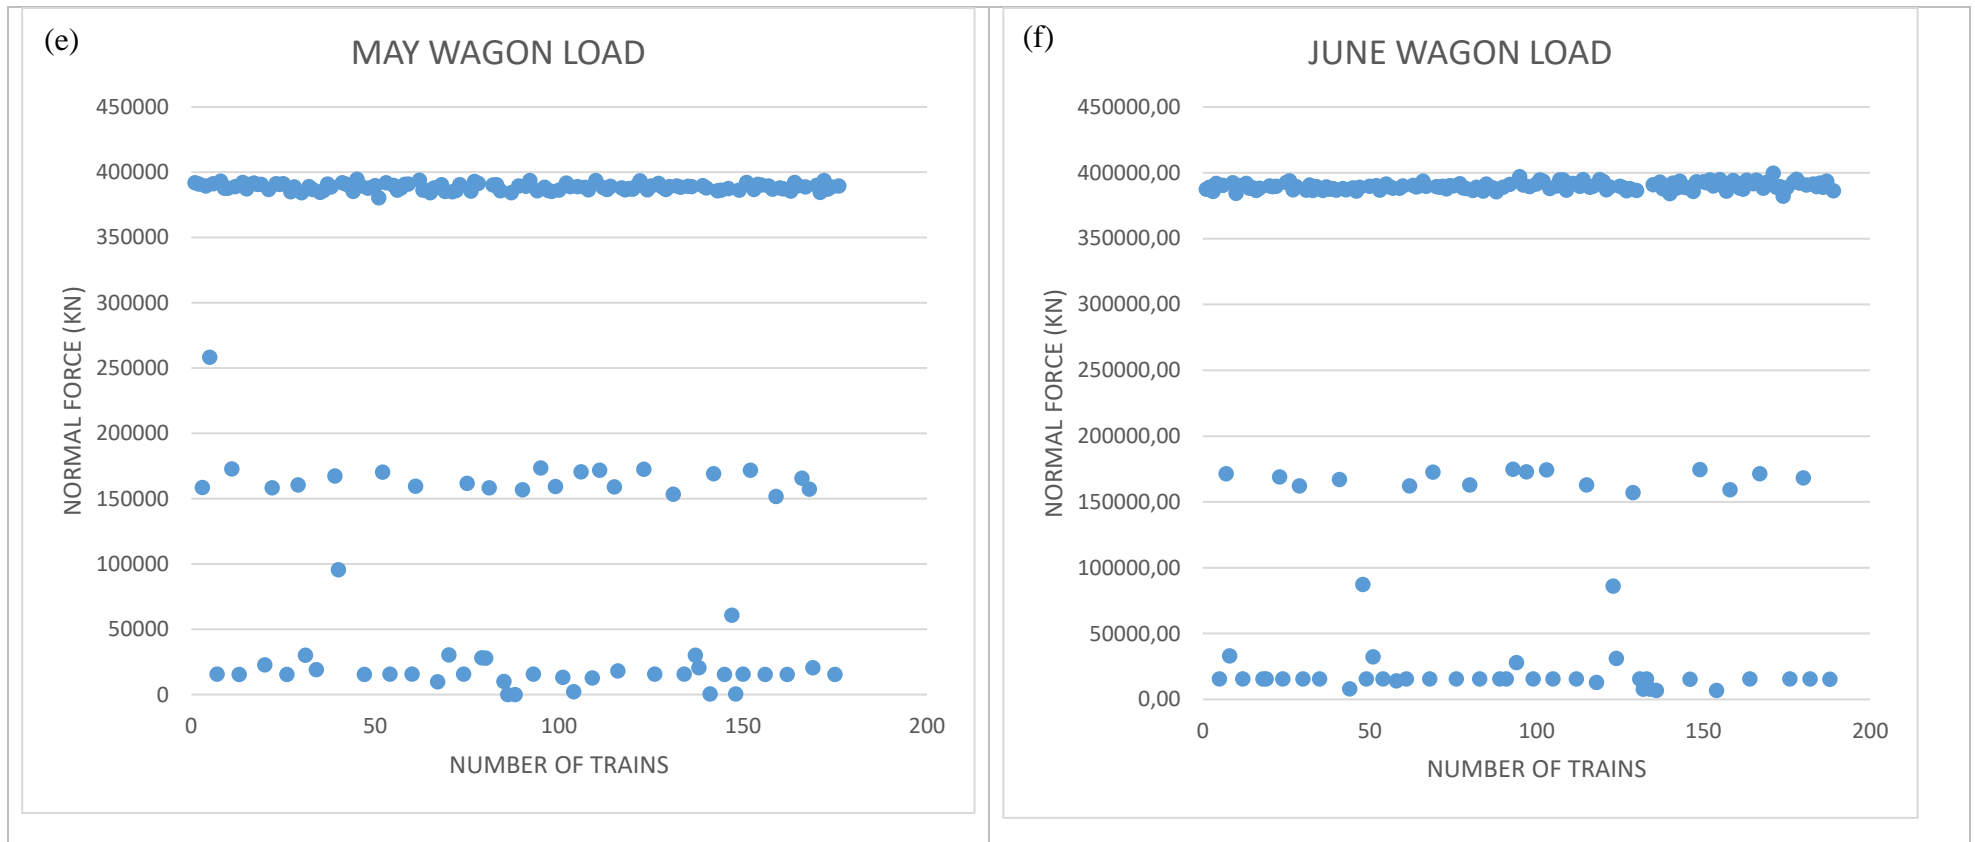 (e)
MAY WAGON LOAD
NORMAL FORCE (KN)
450000
400000
350000
300000
250000
200000
150000
100000
50000
0
0 50 100 150 200
NUMBER OF TRAINS
(f)
JUNE WAGON LOAD
NORMAL FORCE (KN)
450000,00
400000,00
350000,00
300000,00
250000,00
200000,00
150000,00
100000,00
50000,00
0,00
0 50 100 150 200
NUMBER OF TRAINS